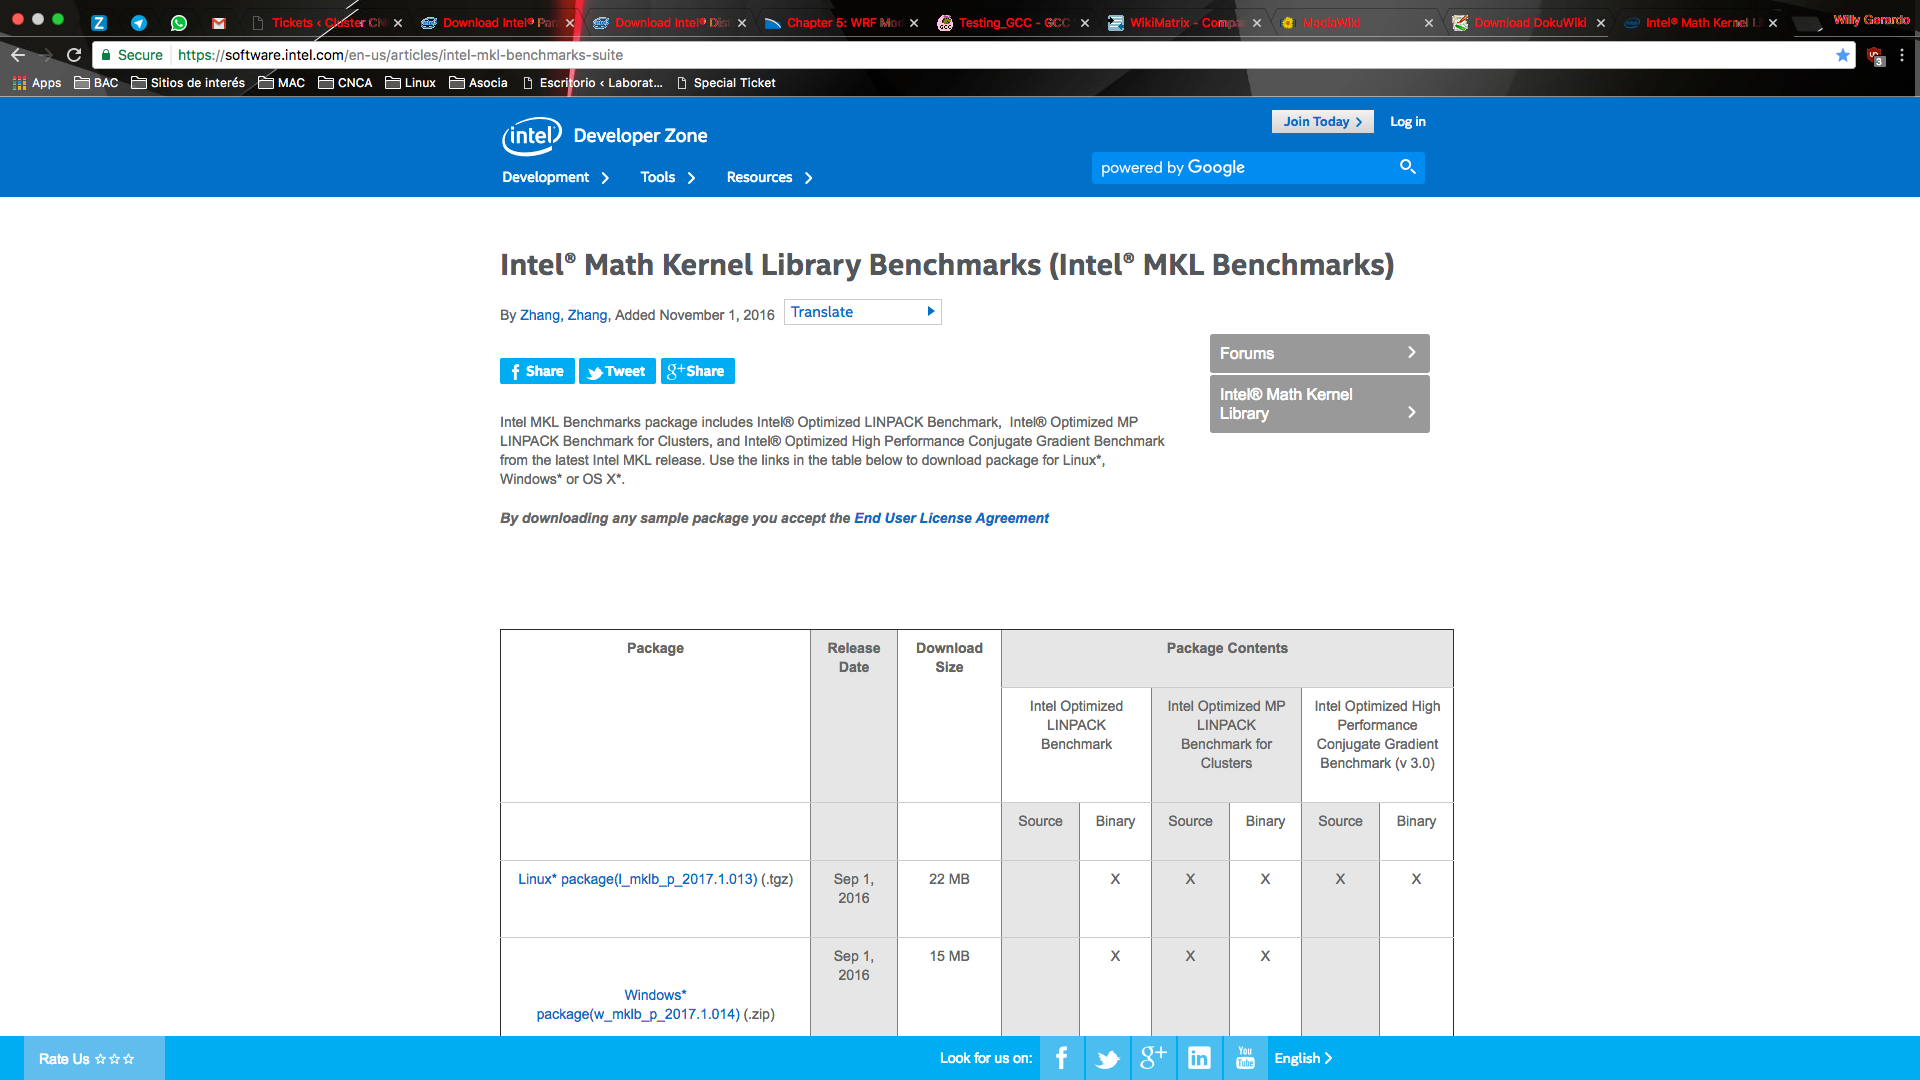 Tickets ‹ Cluster CN
Download Intel® Par
Download Intel® Dis
Chapter 5: WRF Mod
Testing_GCC - GCC
WikiMatrix - Compa
MediaWiki
Download DokuWiki
Intel® Math Kernel Li
Willy Gerardo
Secure https://software.intel.com/en-us/articles/intel-mkl-benchmarks-suite
3
Apps BAC Sitios de interés MAC CNCA Linux Asocia Escritorio ‹ Laborat... Special Ticket
Join Today Log in
intel Developer Zone
powered by Google
Development Tools Resources
Intel® Math Kernel Library Benchmarks (Intel® MKL Benchmarks)
By Zhang, Zhang, Added November 1, 2016 Translate
Forums
Share Tweet g+ Share
Intel® Math Kernel
Library
Intel MKL Benchmarks package includes Intel® Optimized LINPACK Benchmark, Intel® Optimized MP
LINPACK Benchmark for Clusters, and Intel® Optimized High Performance Conjugate Gradient Benchmark
from the latest Intel MKL release. Use the links in the table below to download package for Linux*,
Windows* or OS X*.
By downloading any sample package you accept the End User License Agreement
Package
Release
Date
Download
Size
Package Contents
Intel Optimized
LINPACK
Benchmark
Intel Optimized MP
LINPACK
Benchmark for
Clusters
Intel Optimized High
Performance
Conjugate Gradient
Benchmark (v 3.0)
Source Binary Source Binary Source Binary
Linux* package(l_mklb_p_2017.1.013) (.tgz)
Sep 1,
2016
22 MB
X X X X X
Windows*
package(w_mklb_p_2017.1.014) (.zip)
Sep 1,
2016
15 MB
X X X
Rate Us ☆☆☆
Look for us on: f g+ in You Tube English